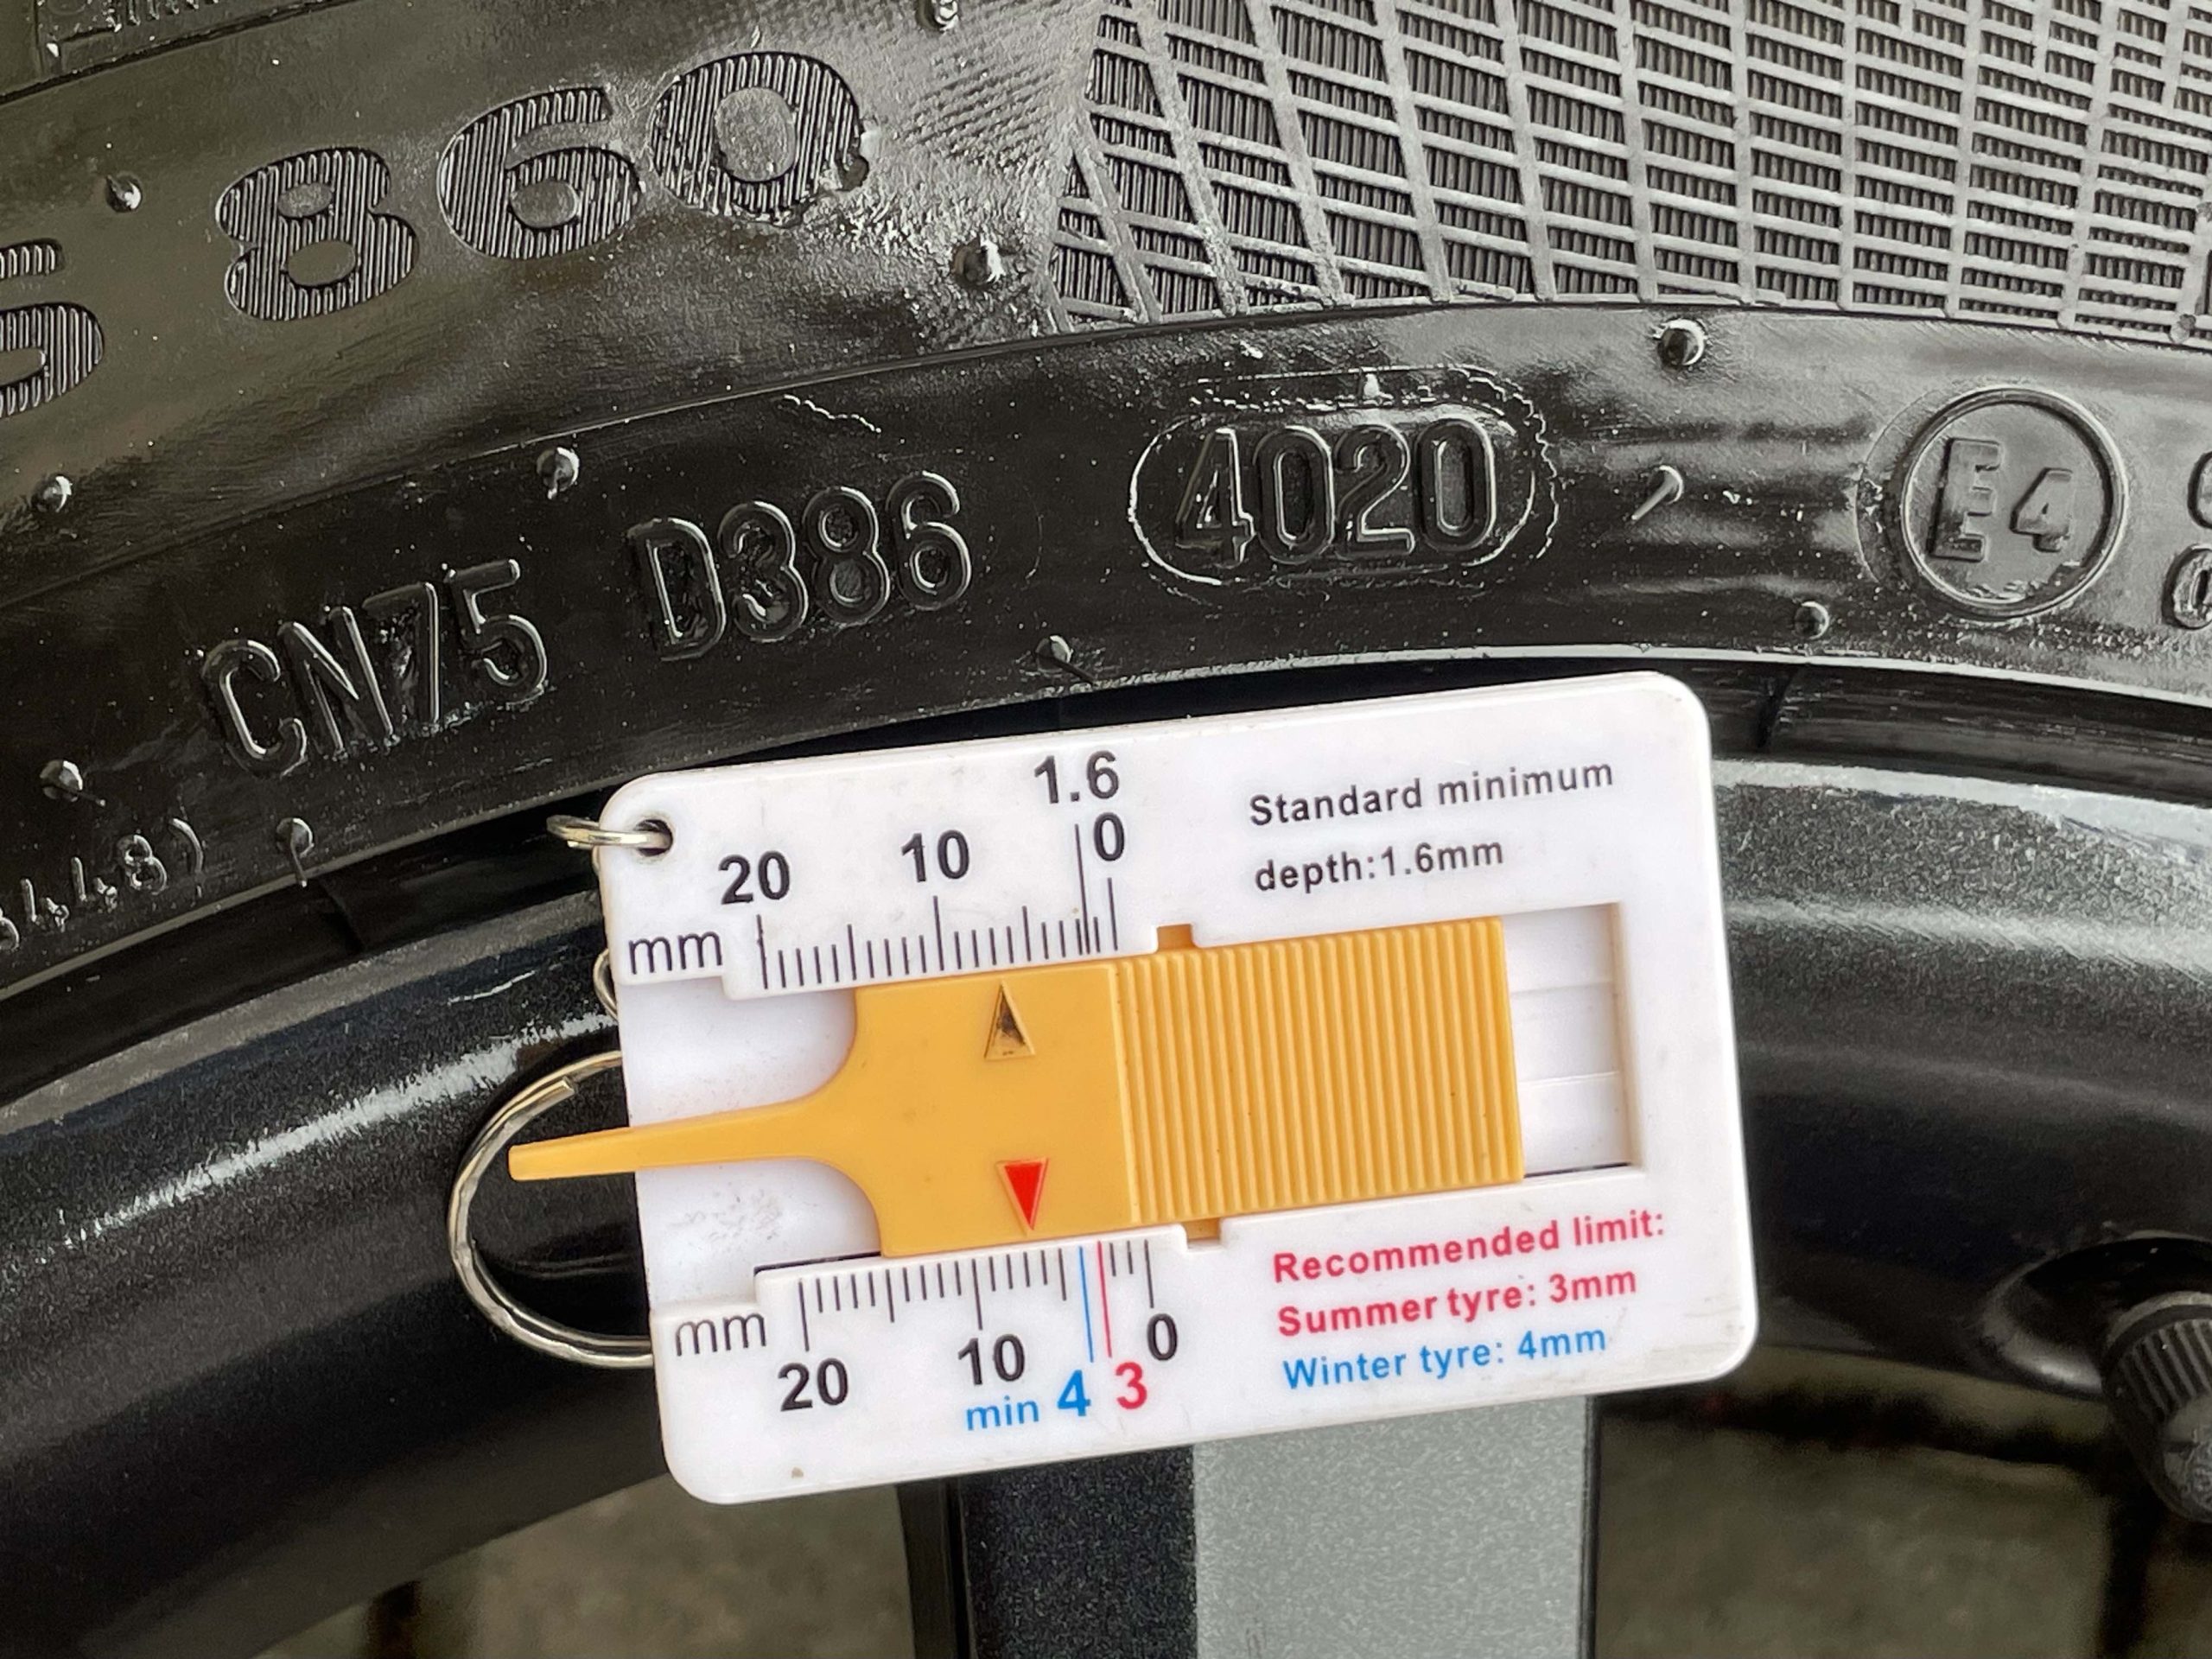 860
CN75 D386 4020 E4
1.6
20 10 0
mm
Standard minimum
depth:1.6mm
mm
20 10 0
min 4 3
Recommended limit:
Summer tyre: 3mm
Winter tyre: 4mm